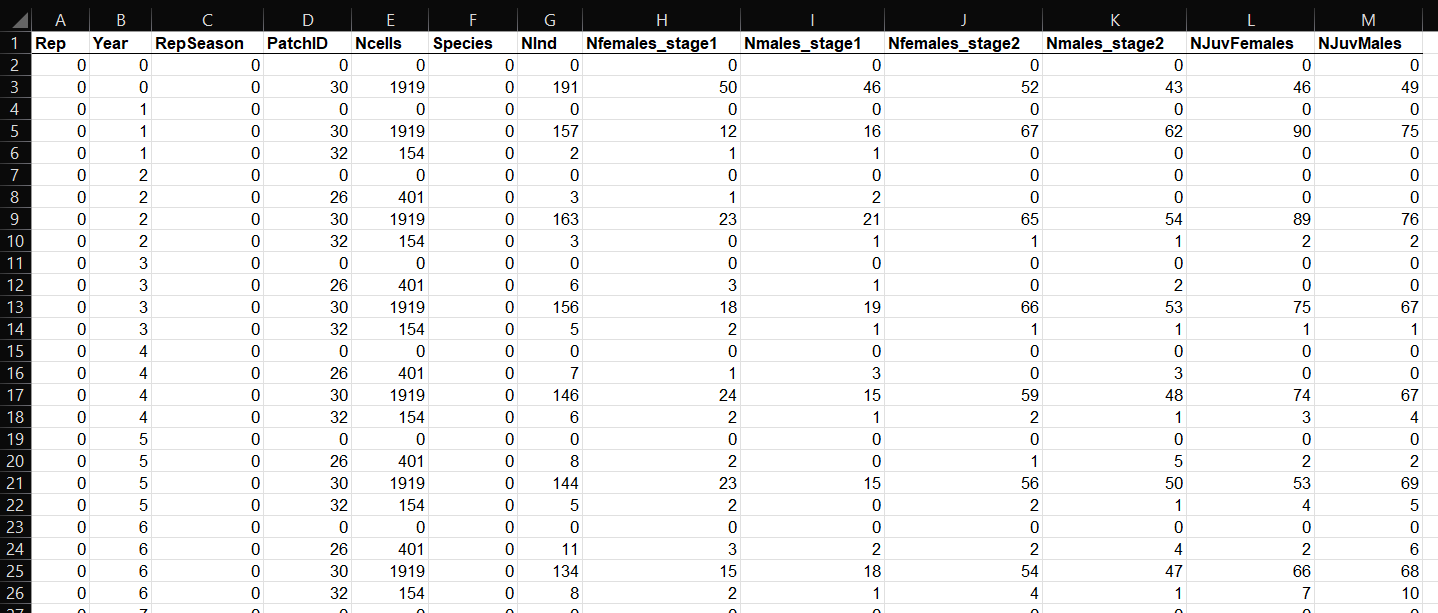 A B C D E F G H I J K L M
1 Rep Year RepSeason PatchID Ncells Species NInd Nfemales_stage1 Nmales_stage1 Nfemales_stage2 Nmales_stage2 NJuvFemales NJuvMales
2 0 0 0 0 0 0 0 0 0 0 0 0 0
3 0 0 0 30 1919 0 191 50 46 52 43 46 49
4 0 1 0 0 0 0 0 0 0 0 0 0 0
5 0 1 0 30 1919 0 157 12 16 67 62 90 75
6 0 1 0 32 154 0 2 1 1 0 0 0 0
7 0 2 0 0 0 0 0 0 0 0 0 0 0
8 0 2 0 26 401 0 3 1 2 0 0 0 0
9 0 2 0 30 1919 0 163 23 21 65 54 89 76
10 0 2 0 32 154 0 3 0 1 1 1 2 2
11 0 3 0 0 0 0 0 0 0 0 0 0 0
12 0 3 0 26 401 0 6 3 1 0 2 0 0
13 0 3 0 30 1919 0 156 18 19 66 53 75 67
14 0 3 0 32 154 0 5 2 1 1 1 1 1
15 0 4 0 0 0 0 0 0 0 0 0 0 0
16 0 4 0 26 401 0 7 1 3 0 3 0 0
17 0 4 0 30 1919 0 146 24 15 59 48 74 67
18 0 4 0 32 154 0 6 2 1 2 1 3 4
19 0 5 0 0 0 0 0 0 0 0 0 0 0
20 0 5 0 26 401 0 8 2 0 1 5 2 2
21 0 5 0 30 1919 0 144 23 15 56 50 53 69
22 0 5 0 32 154 0 5 2 0 2 1 4 5
23 0 6 0 0 0 0 0 0 0 0 0 0 0
24 0 6 0 26 401 0 11 3 2 2 4 2 6
25 0 6 0 30 1919 0 134 15 18 54 47 66 68
26 0 6 0 32 154 0 8 2 1 4 1 7 10